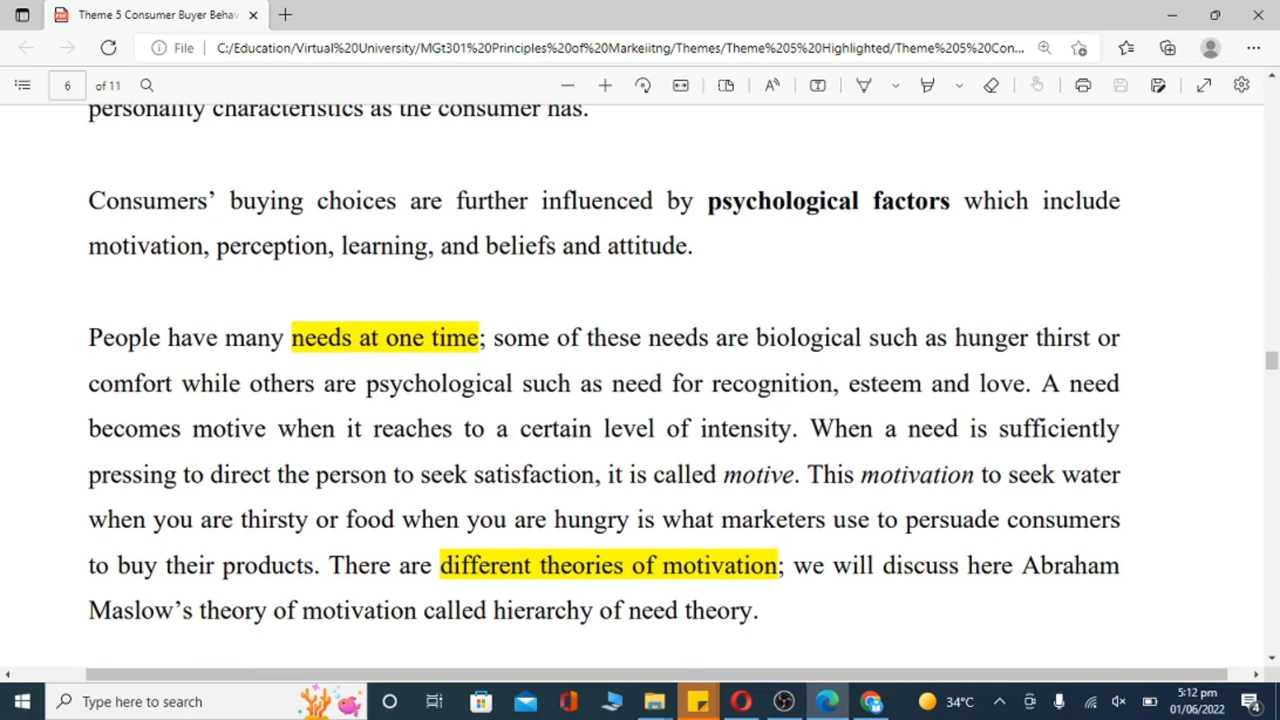 Theme 5 Consumer Buyer Behav
File C:/Education/Virtual%20University/MGt301%20Principles%20of%20Markeiitng/Themes/Theme%205%20Highlighted/Theme%205%20Con...
6 of 11
personality characteristics as the consumer has.
Consumers’ buying choices are further influenced by psychological factors which include
motivation, perception, learning, and beliefs and attitude.
People have many needs at one time; some of these needs are biological such as hunger thirst or
comfort while others are psychological such as need for recognition, esteem and love. A need
becomes motive when it reaches to a certain level of intensity. When a need is sufficiently
pressing to direct the person to seek satisfaction, it is called motive. This motivation to seek water
when you are thirsty or food when you are hungry is what marketers use to persuade consumers
to buy their products. There are different theories of motivation; we will discuss here Abraham
Maslow’s theory of motivation called hierarchy of need theory.
Type here to search
34°C
5:12 pm
01/06/2022
4